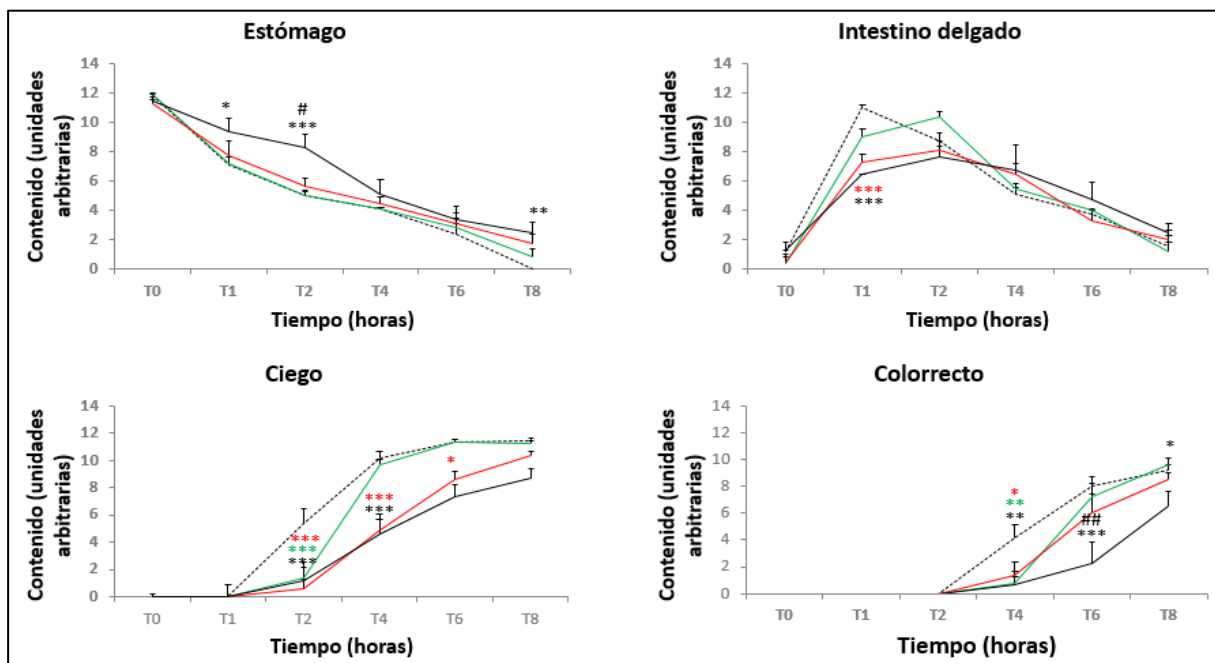 Estómago
Contenido (unidades
arbitrarias)
14
12
10
8
6
4
2
0
*
#
***
**
T0 T1 T2 T4 T6 T8
Tiempo (horas)
Intestino delgado
Contenido (unidades
arbitrarias)
14
12
10
8
6
4
2
0
***
***
T0 T1 T2 T4 T6 T8
Tiempo (horas)
Ciego
Contenido (unidades
arbitrarias)
14
12
10
8
6
4
2
0
*
***
***
***
***
***
T0 T1 T2 T4 T6 T8
Tiempo (horas)
Colorrecto
Contenido (unidades
arbitrarias)
14
12
10
8
6
4
2
0
*
*
**
**
##
***
T0 T1 T2 T4 T6 T8
Tiempo (horas)